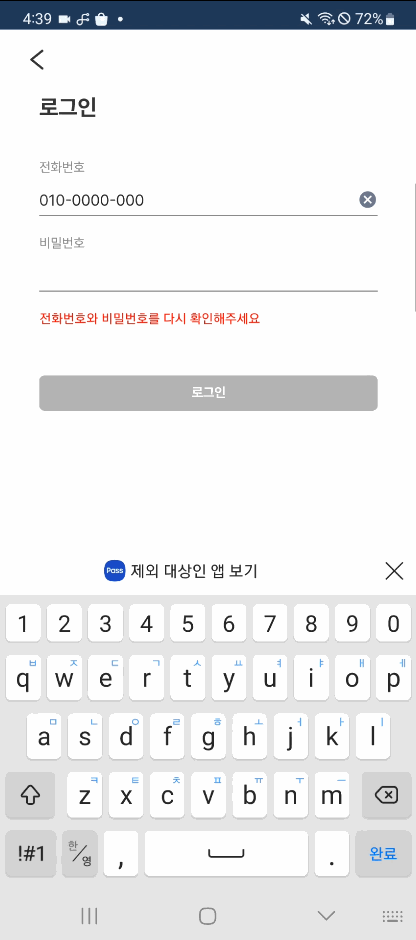 4:39 72%
로그인
전화번호
010-0000-000
비밀번호
전화번호와 비밀번호를 다시 확인해주세요
로그인
Pass 제외 대상인 앱 보기
1 2 3 4 5 6 7 8 9 0
q ㅂ w ㅈ e ㄷ r ㄱ t ㅅ y ㅛ u ㅕ i ㅑ o ㅐ p ㅔ
a ㅁ s ㄴ d ㅇ f ㄹ g ㅎ h ㅗ j ㅓ k ㅏ l ㅣ
z ㅋ x ㅌ c ㅊ v ㅍ b ㅠ n ㅜ m ㅡ
!#1 한/영 , . 완료